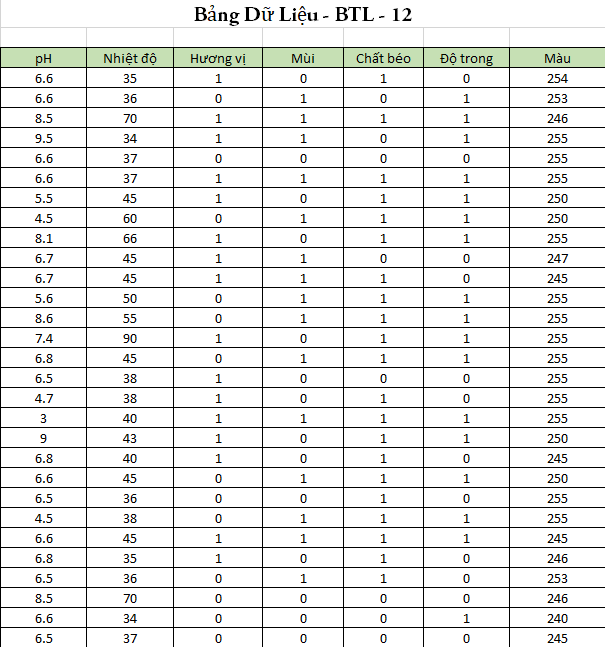 Bảng Dữ Liệu - BTL - 12
pH Nhiệt độ Hương vị Mùi Chất béo Độ trong Màu
6.6 35 1 0 1 0 254
6.6 36 0 1 0 1 253
8.5 70 1 1 1 1 246
9.5 34 1 1 0 1 255
6.6 37 0 0 0 0 255
6.6 37 1 1 1 1 255
5.5 45 1 0 1 1 250
4.5 60 0 1 1 1 250
8.1 66 1 0 1 1 255
6.7 45 1 1 0 0 247
6.7 45 1 1 1 0 245
5.6 50 0 1 1 1 255
8.6 55 0 1 1 1 255
7.4 90 1 0 1 1 255
6.8 45 0 1 1 1 255
6.5 38 1 0 0 0 255
4.7 38 1 0 1 0 255
3 40 1 1 1 1 255
9 43 1 0 1 1 250
6.8 40 1 0 1 0 245
6.6 45 0 1 1 1 250
6.5 36 0 0 1 0 255
4.5 38 0 1 1 1 255
6.6 45 1 1 1 1 245
6.8 35 1 0 1 0 246
6.5 36 0 1 1 0 253
8.5 70 0 0 0 0 246
6.6 34 0 0 0 1 240
6.5 37 0 0 0 0 245